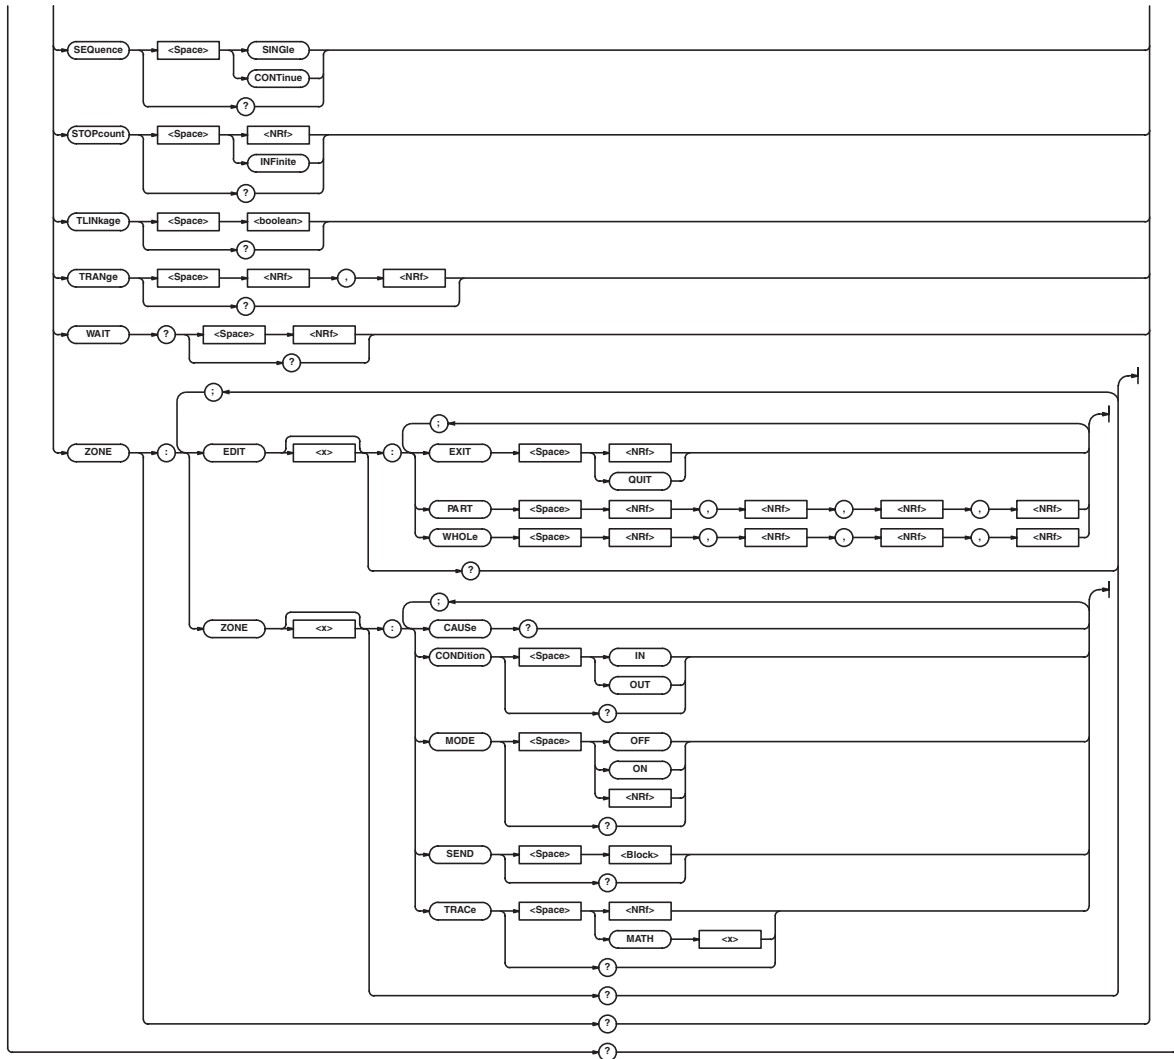 SEQuence <Space> SINGle
CONTinue
?
STOPcount <Space> <NRf>
INFinite
?
TLINkage <Space> <boolean>
?
TRANge <Space> <NRf> , <NRf>
?
WAIT ? <Space> <NRf>
?
;
;
ZONE : EDIT <x> : EXIT <Space> <NRf>
QUIT
PART <Space> <NRf> , <NRf> , <NRf> , <NRf>
WHOLe <Space> <NRf> , <NRf> , <NRf> , <NRf>
?
;
ZONE <x> : CAUSe ?
CONDition <Space> IN
OUT
?
MODE <Space> OFF
ON
<NRf>
?
SEND <Space> <Block>
?
TRACe <Space> <NRf>
MATH <x>
?
?
?
?